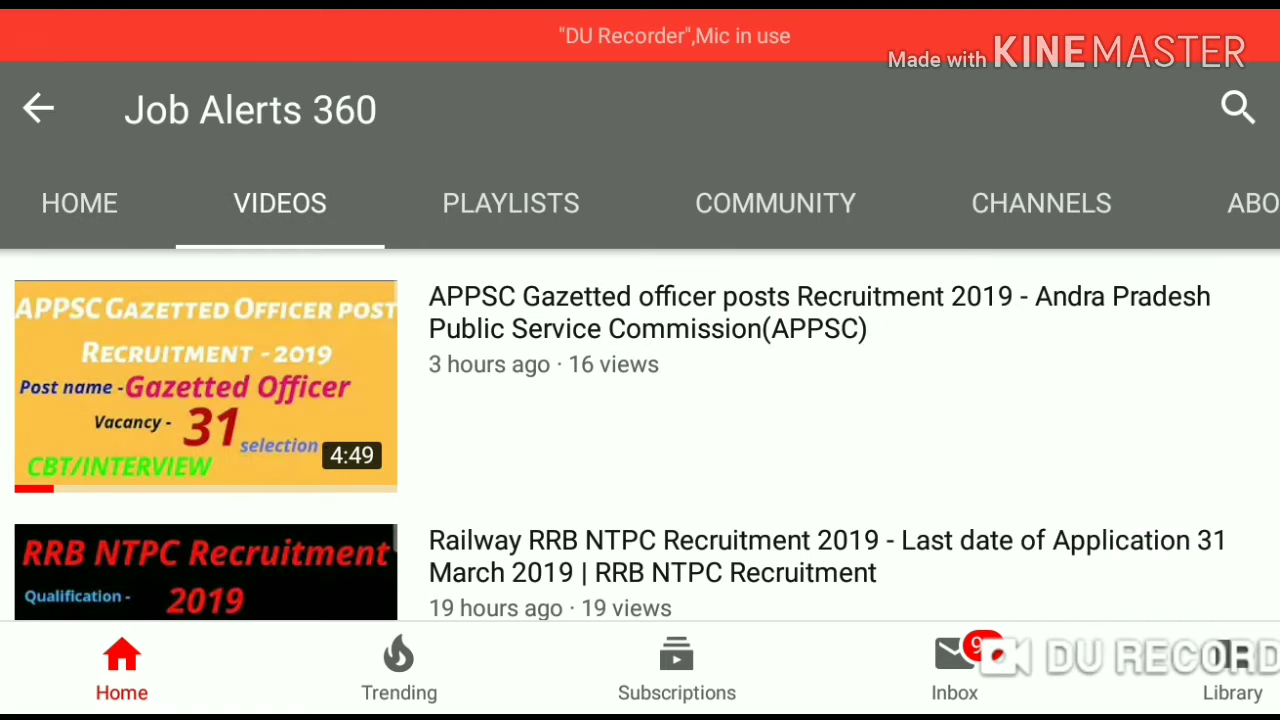 "DU Recorder",Mic in use
Made with KINEMASTER
Job Alerts 360
HOME VIDEOS PLAYLISTS COMMUNITY CHANNELS ABO
APPSC GAZETTED OFFICER POST
RECRUITMENT - 2019
Post name - Gazetted Officer
Vacancy - 31
selection
CBT/INTERVIEW
4:49
APPSC Gazetted officer posts Recruitment 2019 - Andra Pradesh
Public Service Commission(APPSC)
3 hours ago · 16 views
RRB NTPC Recruitment
Qualification - 2019
Railway RRB NTPC Recruitment 2019 - Last date of Application 31
March 2019 | RRB NTPC Recruitment
19 hours ago · 19 views
DU RECORD
Home Trending Subscriptions Inbox Library